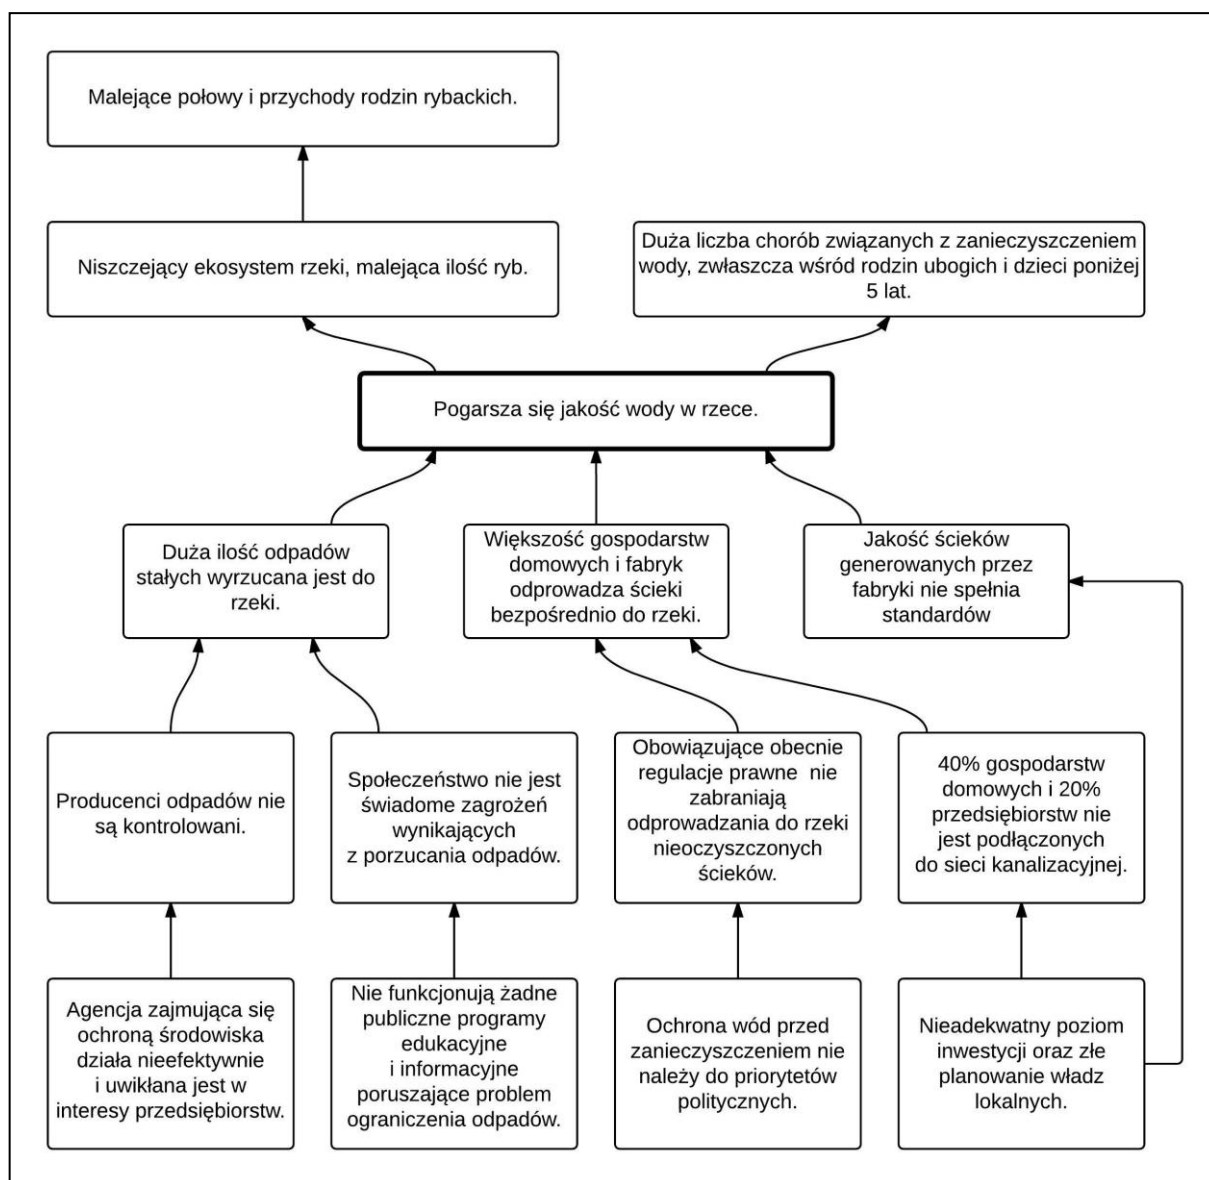 Malejące połowy i przychody rodzin rybackich.
Niszczejący ekosystem rzeki, malejąca ilość ryb.
Duża liczba chorób związanych z zanieczyszczeniem
wody, zwłaszcza wśród rodzin ubogich i dzieci poniżej
5 lat.
Pogarsza się jakość wody w rzece.
Duża ilość odpadów
stałych wyrzucana jest do
rzeki.
Większość gospodarstw
domowych i fabryk
odprowadza ścieki
bezpośrednio do rzeki.
Jakość ścieków
generowanych przez
fabryki nie spełnia
standardów
Producenci odpadów nie
są kontrolowani.
Społeczeństwo nie jest
świadome zagrożeń
wynikających
z porzucania odpadów.
Obowiązujące obecnie
regulacje prawne  nie
zabraniają
odprowadzania do rzeki
nieoczyszczonych
ścieków.
40% gospodarstw
domowych i 20%
przedsiębiorstw nie
jest podłączonych
do sieci kanalizacyjnej.
Agencja zajmująca się
ochroną środowiska
działa nieefektywnie
i uwikłana jest w
interesy przedsiębiorstw.
Nie funkcjonują żadne
publiczne programy
edukacyjne
i informacyjne
poruszające problem
ograniczenia odpadów.
Ochrona wód przed
zanieczyszczeniem nie
należy do priorytetów
politycznych.
Nieadekwatny poziom
inwestycji oraz złe
planowanie władz
lokalnych.